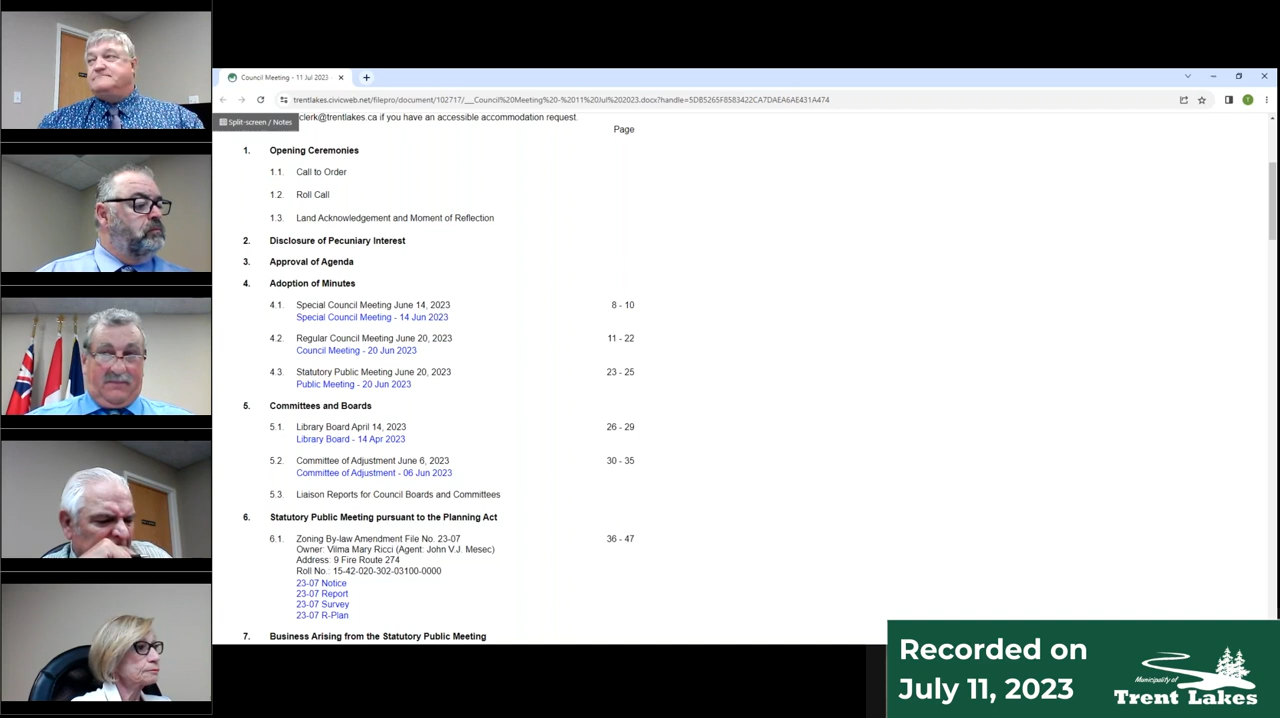 Council Meeting - 11 Jul 2023
trentlakes.civicweb.net/filepro/document/102717/___Council%20Meeting%20-%2011%20Jul%202023.docx?handle=5DB5265F8583422CA7DAEA6AE431A474
T
Split-screen / Notes
clerk@trentlakes.ca if you have an accessible accommodation request.
Page
1. Opening Ceremonies
1.1. Call to Order
1.2. Roll Call
1.3. Land Acknowledgement and Moment of Reflection
2. Disclosure of Pecuniary Interest
3. Approval of Agenda
4. Adoption of Minutes
4.1. Special Council Meeting June 14, 2023 8 - 10
Special Council Meeting - 14 Jun 2023
4.2. Regular Council Meeting June 20, 2023 11 - 22
Council Meeting - 20 Jun 2023
4.3. Statutory Public Meeting June 20, 2023 23 - 25
Public Meeting - 20 Jun 2023
5. Committees and Boards
5.1. Library Board April 14, 2023 26 - 29
Library Board - 14 Apr 2023
5.2. Committee of Adjustment June 6, 2023 30 - 35
Committee of Adjustment - 06 Jun 2023
5.3. Liaison Reports for Council Boards and Committees
6. Statutory Public Meeting pursuant to the Planning Act
6.1. Zoning By-law Amendment File No. 23-07 36 - 47
Owner: Vilma Mary Ricci (Agent: John V.J. Mesec)
Address: 9 Fire Route 274
Roll No.: 15-42-020-302-03100-0000
23-07 Notice
23-07 Report
23-07 Survey
23-07 R-Plan
7. Business Arising from the Statutory Public Meeting
Recorded on
July 11, 2023
Municipality of
Trent Lakes